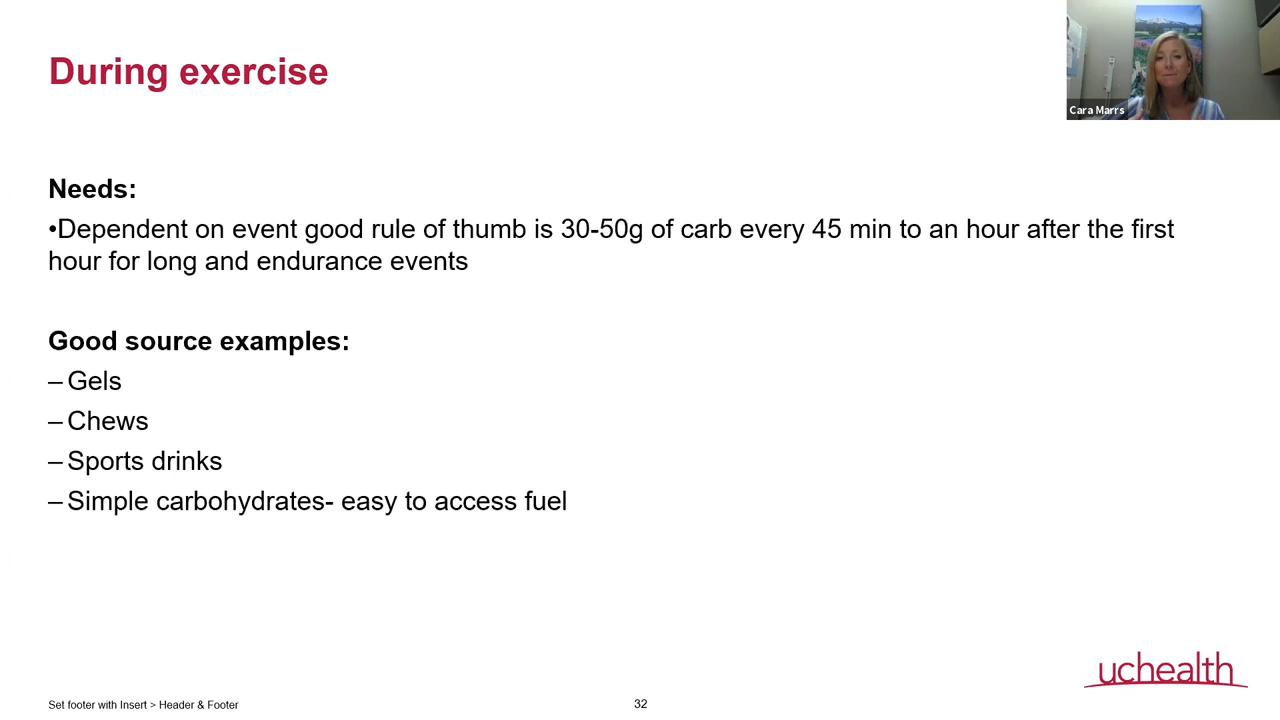 During exercise
Cara Marrs
Needs:
•Dependent on event good rule of thumb is 30-50g of carb every 45 min to an hour after the first
hour for long and endurance events
Good source examples:
– Gels
– Chews
– Sports drinks
– Simple carbohydrates- easy to access fuel
uchealth
Set footer with Insert > Header & Footer
32